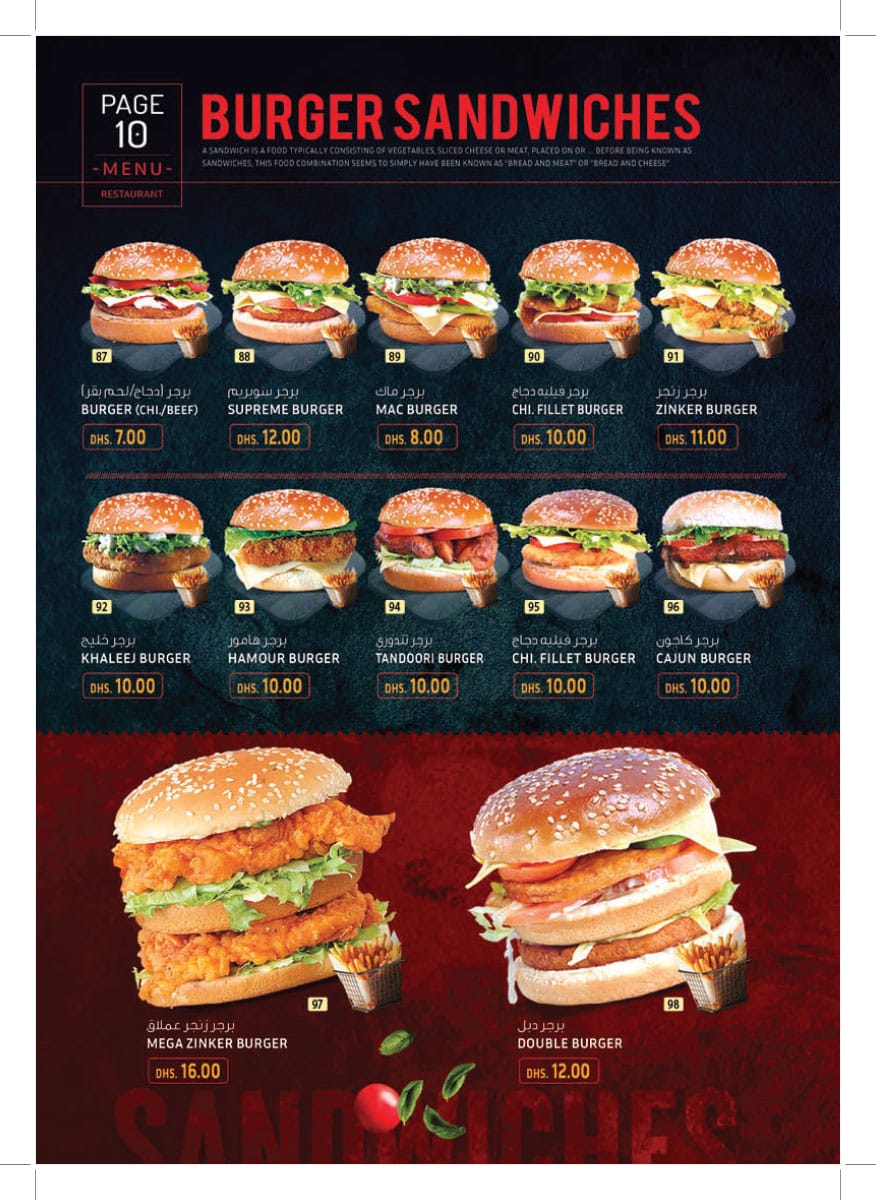 PAGE
10
-MENU-
RESTAURANT
BURGER SANDWICHES
A SANDWICH IS A FOOD TYPICALLY CONSISTING OF VEGETABLES, SLICED CHEESE OR MEAT, PLACED ON OR ... BEFORE BEING KNOWN AS
SANDWICHES, THIS FOOD COMBINATION SEEMS TO SIMPLY HAVE BEEN KNOWN AS "BREAD AND MEAT" OR "BREAD AND CHEESE"
87
برجر (دجاج/لحم بقر)
BURGER (CHI./BEEF)
DHS. 7.00
88
برجر سوبريم
SUPREME BURGER
DHS. 12.00
89
برجر ماك
MAC BURGER
DHS. 8.00
90
برجر فيليه دجاج
CHI. FILLET BURGER
DHS. 10.00
91
برجر زنجر
ZINKER BURGER
DHS. 11.00
92
برجر خليج
KHALEEJ BURGER
DHS. 10.00
93
برجر هامور
HAMOUR BURGER
DHS. 10.00
94
برجر تندوري
TANDOORI BURGER
DHS. 10.00
95
برجر فيليه دجاج
CHI. FILLET BURGER
DHS. 10.00
96
برجر كاجون
CAJUN BURGER
DHS. 10.00
97
برجر زنجر عملاق
MEGA ZINKER BURGER
DHS. 16.00
98
برجر دبل
DOUBLE BURGER
DHS. 12.00
SANDWICHES